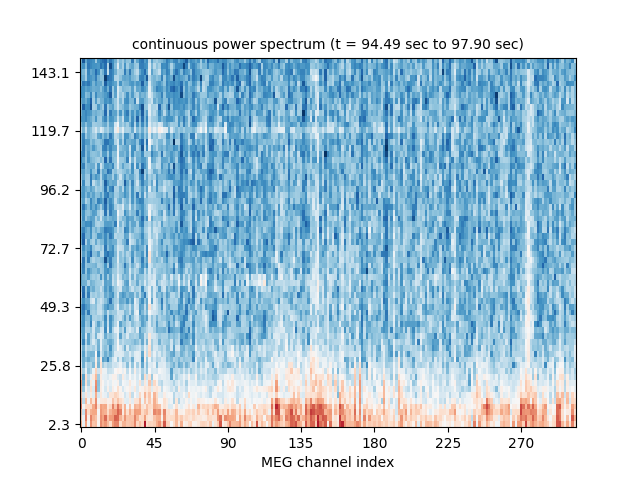 continuous power spectrum (t = 94.49 sec to 97.90 sec)
143.1
119.7
96.2
72.7
49.3
25.8
2.3
0 45 90 135 180 225 270
MEG channel index